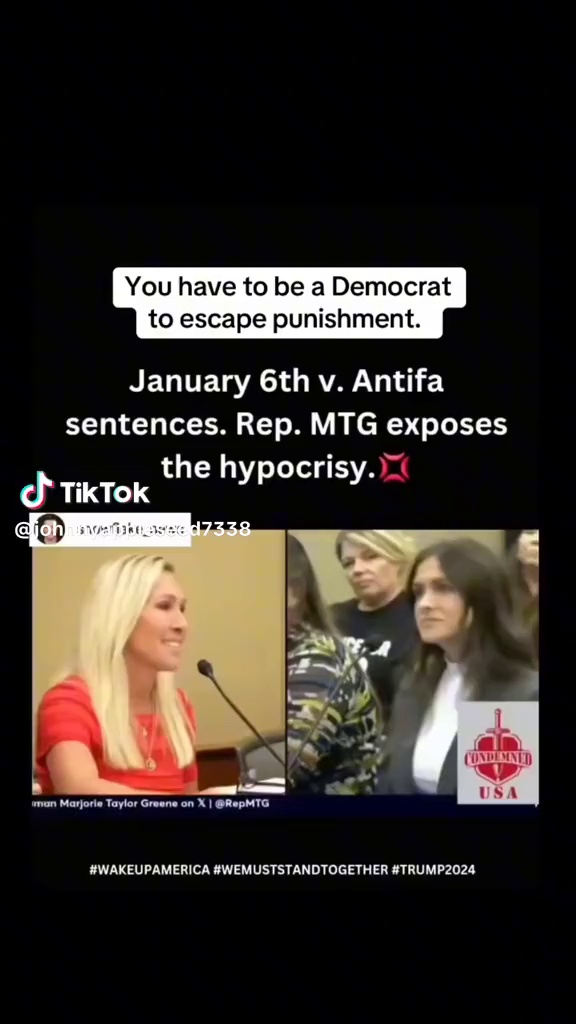 You have to be a Democrat
to escape punishment.
January 6th v. Antifa
sentences. Rep. MTG exposes
the hypocrisy.
TikTok
man Marjorie Taylor Greene on X | @RepMTG
CONDEMNED
USA
#WAKEUPAMERICA #WEMUSTSTANDTOGETHER #TRUMP2024